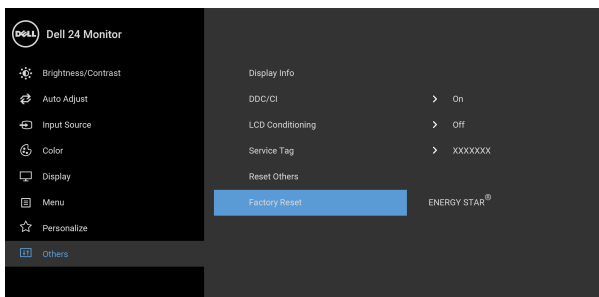 DELL Dell 24 Monitor
Brightness/Contrast
Auto Adjust
Input Source
Color
Display
Menu
Personalize
Others
Display Info
DDC/CI > On
LCD Conditioning > Off
Service Tag > XXXXXXX
Reset Others
Factory Reset ENERGY STAR®